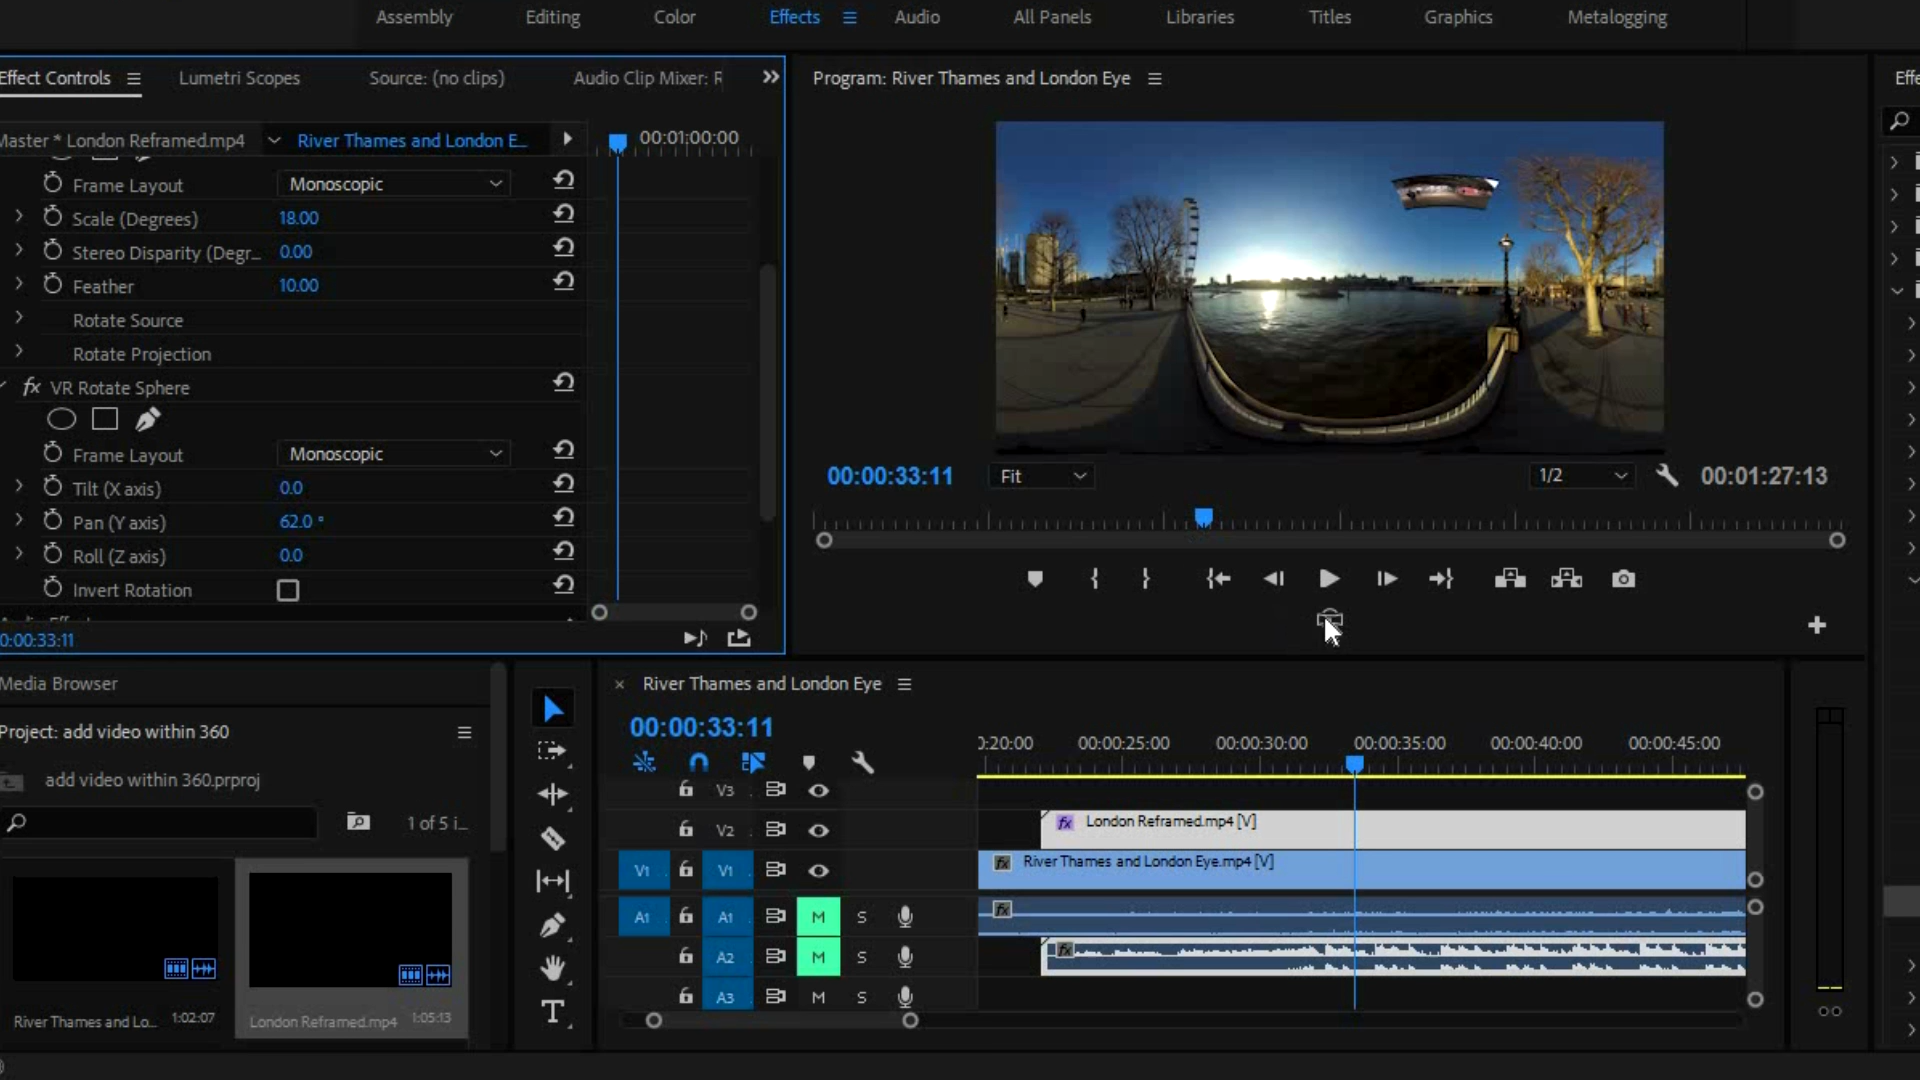 Assembly Editing Color Effects Audio All Panels Libraries Titles Graphics Metalogging
Effect Controls Lumetri Scopes Source: (no clips) Audio Clip Mixer: R
Master * London Reframed.mp4 River Thames and London E... 00:01:00:00
Frame Layout Monoscopic
Scale (Degrees) 18.00
Stereo Disparity (Degr... 0.00
Feather 10.00
Rotate Source
Rotate Projection
fx VR Rotate Sphere
Frame Layout Monoscopic
Tilt (X axis) 0.0
Pan (Y axis) 62.0 °
Roll (Z axis) 0.0
Invert Rotation
0:00:33:11
Program: River Thames and London Eye
00:00:33:11 Fit 1/2 00:01:27:13
Effe
Media Browser
Project: add video within 360
add video within 360.prproj
1 of 5 i...
River Thames and Lo... 1:02:07
London Reframed.mp4 1:05:13
× River Thames and London Eye
00:00:33:11
0:20:00 00:00:25:00 00:00:30:00 00:00:35:00 00:00:40:00 00:00:45:00
V3
V2 fx London Reframed.mp4 [V]
V1 V1 fx River Thames and London Eye.mp4 [V]
A1 A1 M S fx
A2 M S fx
A3 M S